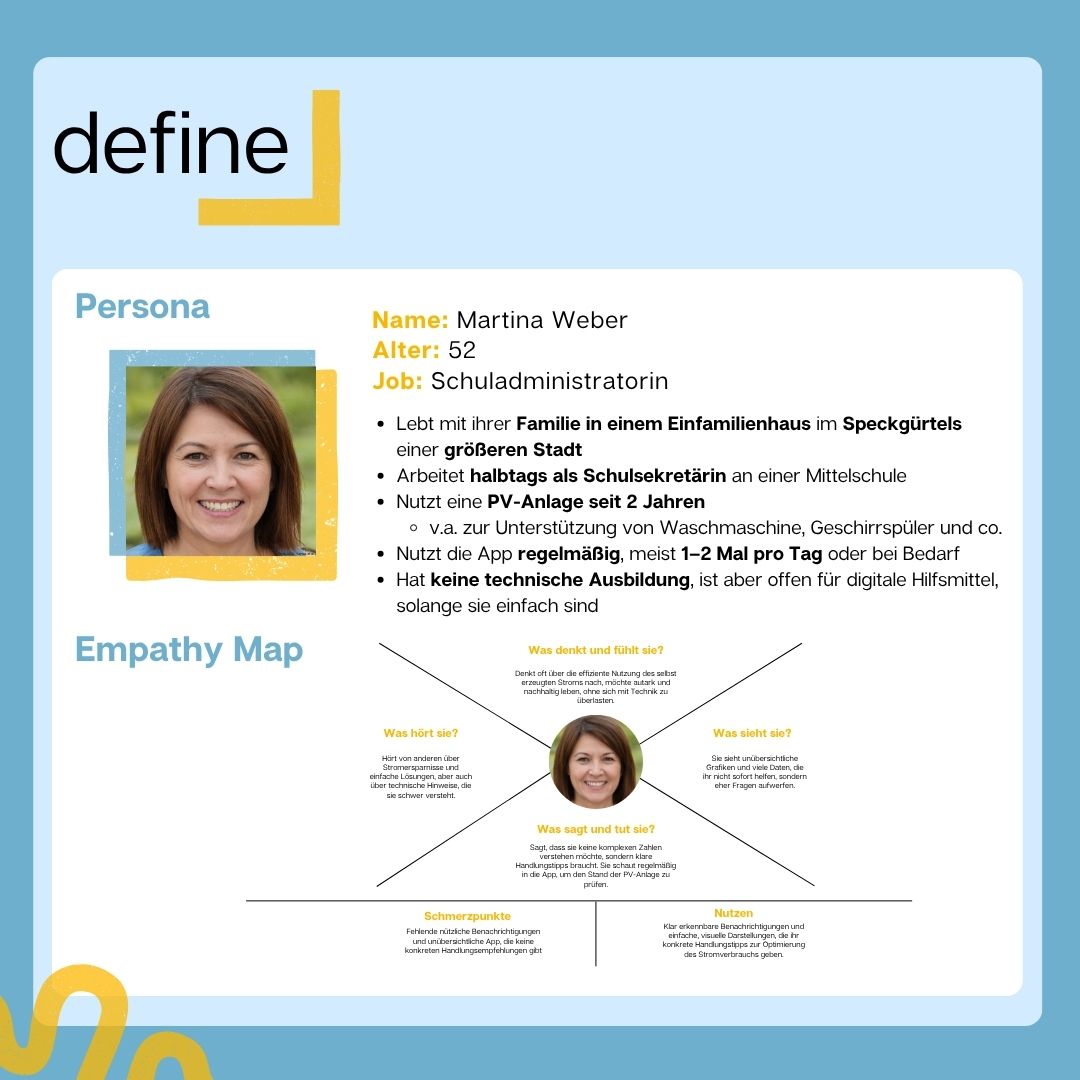 define
Persona
Name: Martina Weber
Alter: 52
Job: Schuladministratorin
Lebt mit ihrer Familie in einem Einfamilienhaus im Speckgürtels
einer größeren Stadt
Arbeitet halbtags als Schulsekretärin an einer Mittelschule
Nutzt eine PV-Anlage seit 2 Jahren
v.a. zur Unterstützung von Waschmaschine, Geschirrspüler und co.
Nutzt die App regelmäßig, meist 1–2 Mal pro Tag oder bei Bedarf
Hat keine technische Ausbildung, ist aber offen für digitale Hilfsmittel,
solange sie einfach sind
Empathy Map
Was denkt und fühlt sie?
Denkt oft über die effiziente Nutzung des selbst
erzeugten Stroms nach, möchte autark und
nachhaltig leben, ohne sich mit Technik zu
überlasten.
Was hört sie?
Hört von anderen über
Stromersparnisse und
einfache Lösungen, aber auch
über technische Hinweise, die
sie schwer versteht.
Was sieht sie?
Sie sieht unübersichtliche
Grafiken und viele Daten, die
ihr nicht sofort helfen, sondern
eher Fragen aufwerfen.
Was sagt und tut sie?
Sagt, dass sie keine komplexen Zahlen
verstehen möchte, sondern klare
Handlungstipps braucht. Sie schaut regelmäßig
in die App, um den Stand der PV-Anlage zu
prüfen.
Schmerzpunkte
Fehlende nützliche Benachrichtigungen
und unübersichtliche App, die keine
konkreten Handlungsempfehlungen gibt
Nutzen
Klar erkennbare Benachrichtigungen und
einfache, visuelle Darstellungen, die ihr
konkrete Handlungstipps zur Optimierung
des Stromverbrauchs geben.